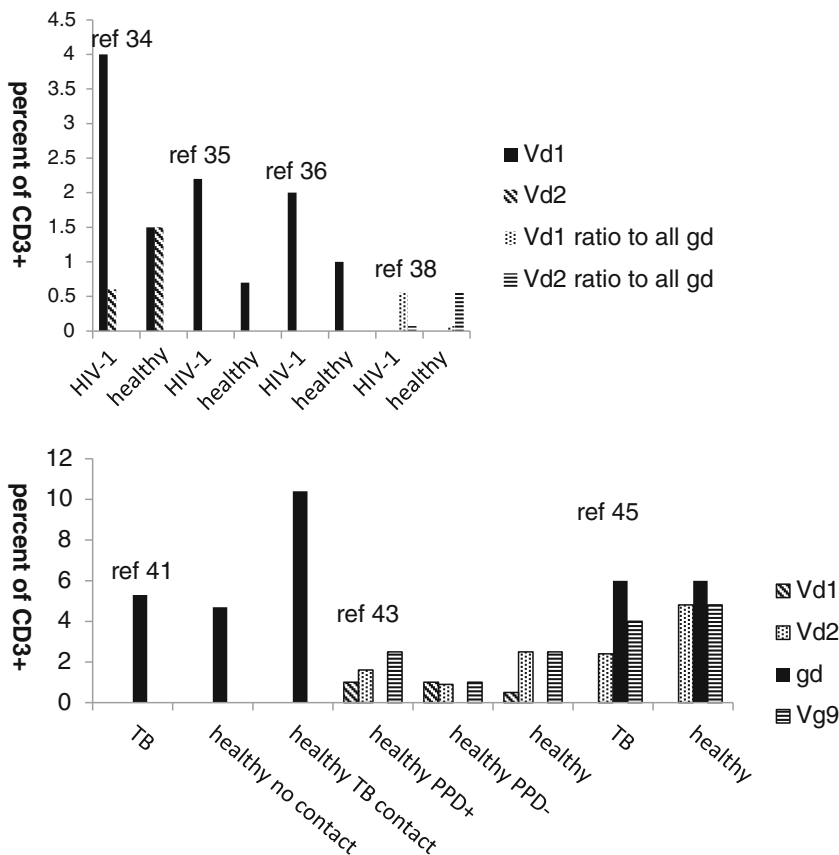 ref 34
ref 35
ref 36
ref 38
percent of CD3+
4.5
4
3.5
3
2.5
2
1.5
1
0.5
0
HIV-1
healthy
HIV-1
healthy
HIV-1
healthy
HIV-1
healthy
Vd1
Vd2
Vd1 ratio to all gd
Vd2 ratio to all gd
percent of CD3+
12
10
8
6
4
2
0
ref 41
ref 43
ref 45
TB
healthy no contact
healthy TB contact
healthy PPD+
healthy PPD-
healthy
TB
healthy
Vd1
Vd2
gd
Vg9